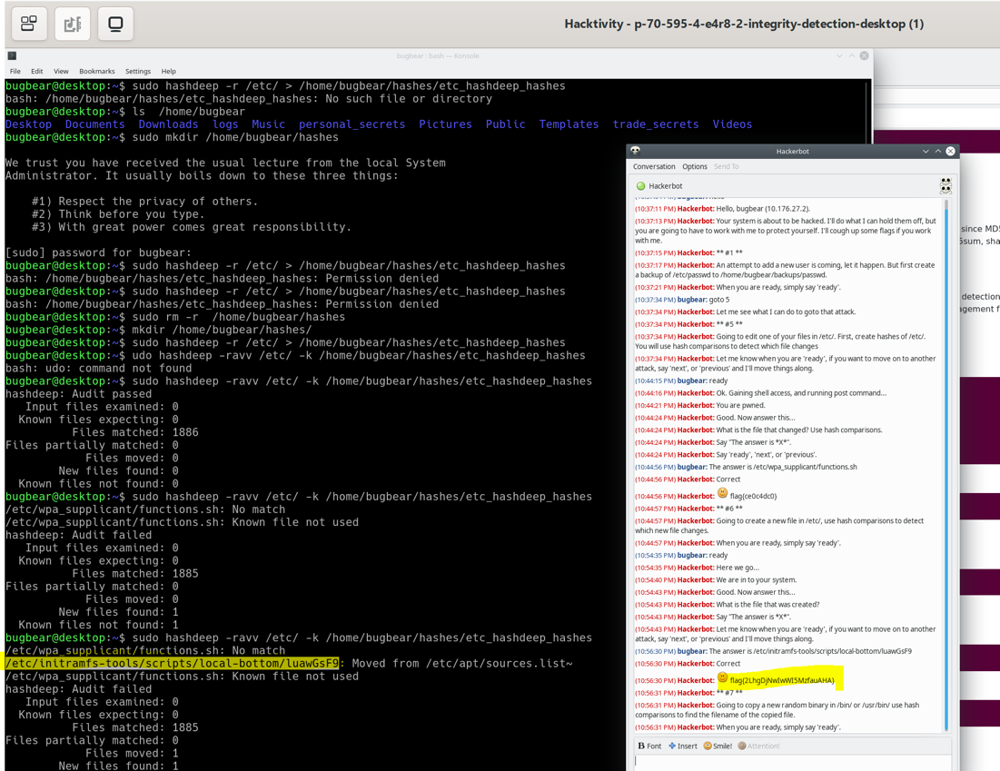 Hacktivity - p-70-595-4-e4r8-2-integrity-detection-desktop (1)
bugbear : bash — Konsole
File Edit View Bookmarks Settings Help
bugbear@desktop:~$ sudo hashdeep -r /etc/ > /home/bugbear/hashes/etc_hashdeep_hashes
bash: /home/bugbear/hashes/etc_hashdeep_hashes: No such file or directory
bugbear@desktop:~$ ls  /home/bugbear
Desktop  Documents  Downloads  logs  Music  personal_secrets  Pictures  Public  Templates  trade_secrets  Videos
bugbear@desktop:~$ sudo mkdir /home/bugbear/hashes
We trust you have received the usual lecture from the local System
Administrator. It usually boils down to these three things:
#1) Respect the privacy of others.
#2) Think before you type.
#3) With great power comes great responsibility.
[sudo] password for bugbear:
bugbear@desktop:~$ sudo hashdeep -r /etc/ > /home/bugbear/hashes/etc_hashdeep_hashes
bash: /home/bugbear/hashes/etc_hashdeep_hashes: Permission denied
bugbear@desktop:~$ sudo hashdeep -r /etc/ > /home/bugbear/hashes/etc_hashdeep_hashes
bash: /home/bugbear/hashes/etc_hashdeep_hashes: Permission denied
bugbear@desktop:~$ sudo rm -r  /home/bugbear/hashes
bugbear@desktop:~$ mkdir /home/bugbear/hashes/
bugbear@desktop:~$ sudo hashdeep -r /etc/ > /home/bugbear/hashes/etc_hashdeep_hashes
bugbear@desktop:~$ udo hashdeep -ravv /etc/ -k /home/bugbear/hashes/etc_hashdeep_hashes
bash: udo: command not found
bugbear@desktop:~$ sudo hashdeep -ravv /etc/ -k /home/bugbear/hashes/etc_hashdeep_hashes
hashdeep: Audit passed
Input files examined: 0
Known files expecting: 0
Files matched: 1886
Files partially matched: 0
Files moved: 0
New files found: 0
Known files not found: 0
bugbear@desktop:~$ sudo hashdeep -ravv /etc/ -k /home/bugbear/hashes/etc_hashdeep_hashes
/etc/wpa_supplicant/functions.sh: No match
/etc/wpa_supplicant/functions.sh: Known file not used
hashdeep: Audit failed
Input files examined: 0
Known files expecting: 0
Files matched: 1885
Files partially matched: 0
Files moved: 0
New files found: 1
Known files not found: 1
bugbear@desktop:~$ sudo hashdeep -ravv /etc/ -k /home/bugbear/hashes/etc_hashdeep_hashes
/etc/wpa_supplicant/functions.sh: No match
/etc/initramfs-tools/scripts/local-bottom/luawGsF9: Moved from /etc/apt/sources.list~
/etc/wpa_supplicant/functions.sh: Known file not used
hashdeep: Audit failed
Input files examined: 0
Known files expecting: 0
Files matched: 1885
Files partially matched: 0
Files moved: 1
New files found: 1
Hackerbot
Conversation Options Send To
Hackerbot
(10:37:11 PM) Hackerbot: Hello, bugbear (10.176.27.2).
(10:37:13 PM) Hackerbot: Your system is about to be hacked. I'll do what I can hold them off, but
you are going to have to work with me to protect yourself. I'll cough up some flags if you work
with me.
(10:37:15 PM) Hackerbot: ** #1 **
(10:37:17 PM) Hackerbot: An attempt to add a new user is coming, let it happen. But first create
a backup of /etc/passwd to /home/bugbear/backups/passwd.
(10:37:21 PM) Hackerbot: When you are ready, simply say 'ready'.
(10:37:34 PM) bugbear: goto 5
(10:37:34 PM) Hackerbot: Let me see what I can do to goto that attack.
(10:37:34 PM) Hackerbot: ** #5 **
(10:37:34 PM) Hackerbot: Going to edit one of your files in /etc/. First, create hashes of /etc/.
You will use hash comparisons to detect which file changes
(10:37:34 PM) Hackerbot: Let me know when you are 'ready', if you want to move on to another
attack, say 'next', or 'previous' and I'll move things along.
(10:44:15 PM) bugbear: ready
(10:44:16 PM) Hackerbot: Ok. Gaining shell access, and running post command...
(10:44:21 PM) Hackerbot: You are pwned.
(10:44:24 PM) Hackerbot: Good. Now answer this...
(10:44:24 PM) Hackerbot: What is the file that changed? Use hash comparisons.
(10:44:24 PM) Hackerbot: Say "The answer is *X*".
(10:44:24 PM) Hackerbot: Say 'ready', 'next', or 'previous'.
(10:44:56 PM) bugbear: The answer is /etc/wpa_supplicant/functions.sh
(10:44:56 PM) Hackerbot: Correct
(10:44:56 PM) Hackerbot: flag{ce0c4dc0}
(10:44:57 PM) Hackerbot: ** #6 **
(10:44:57 PM) Hackerbot: Going to create a new file in /etc/, use hash comparisons to detect
which new file changes.
(10:44:57 PM) Hackerbot: When you are ready, simply say 'ready'.
(10:54:35 PM) bugbear: ready
(10:54:35 PM) Hackerbot: Here we go...
(10:54:40 PM) Hackerbot: We are in to your system.
(10:54:43 PM) Hackerbot: Good. Now answer this...
(10:54:43 PM) Hackerbot: What is the file that was created?
(10:54:43 PM) Hackerbot: Say "The answer is *X*".
(10:54:43 PM) Hackerbot: Let me know when you are 'ready', if you want to move on to another
attack, say 'next', or 'previous' and I'll move things along.
(10:56:30 PM) bugbear: The answer is /etc/initramfs-tools/scripts/local-bottom/luawGsF9
(10:56:30 PM) Hackerbot: Correct
(10:56:30 PM) Hackerbot: flag{2LhgDjNwIwWI5MzfauAHA}
(10:56:31 PM) Hackerbot: ** #7 **
(10:56:31 PM) Hackerbot: Going to copy a new random binary in /bin/ or /usr/bin/ use hash
comparisons to find the filename of the copied file.
(10:56:31 PM) Hackerbot: When you are ready, simply say 'ready'.
Font Insert Smile! Attention!
since MD5
detection